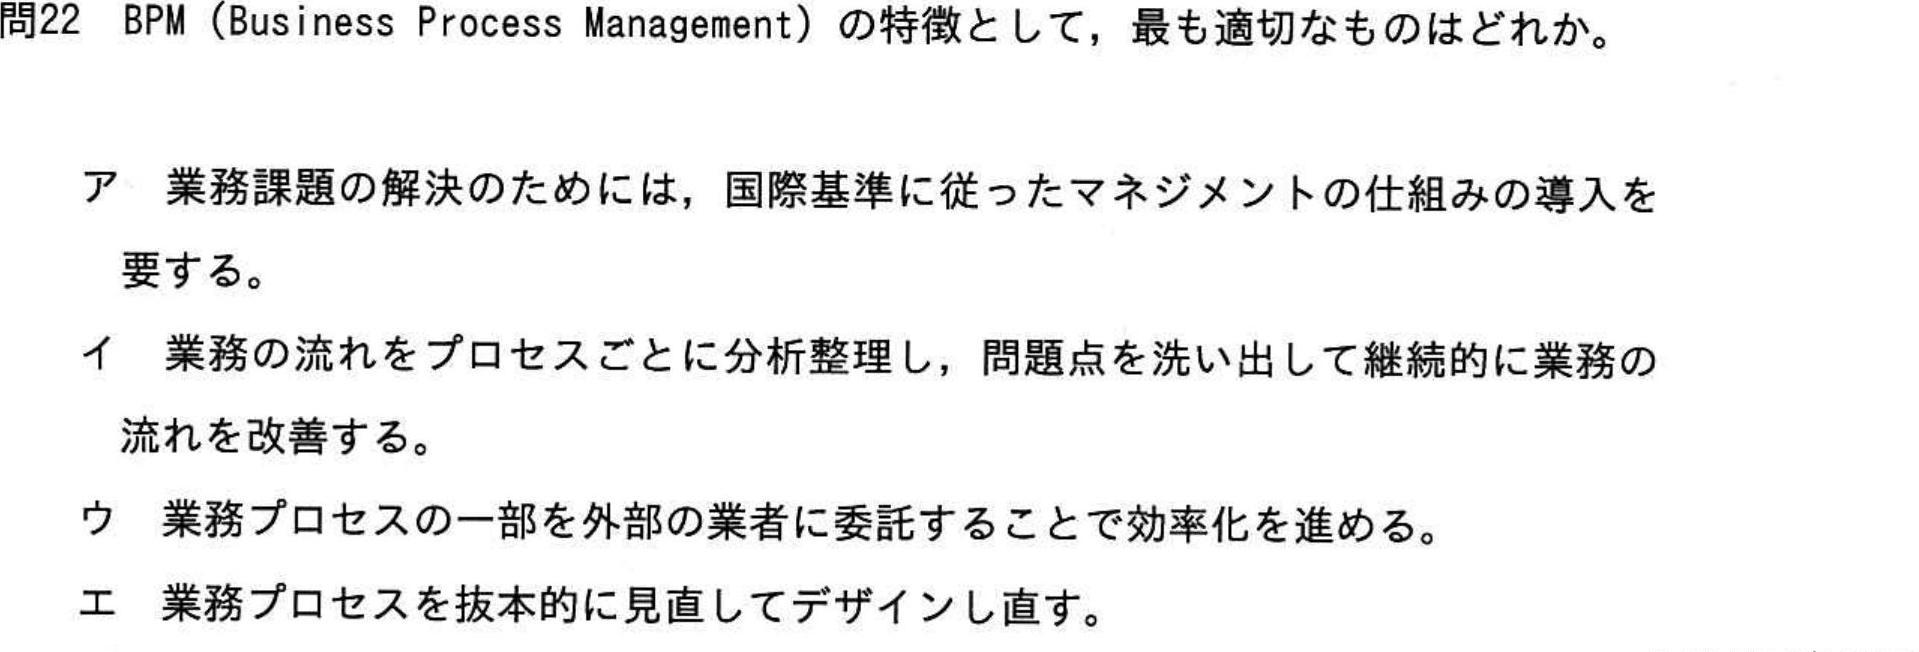 問22　BPM（Business Process Management）の特徴として，最も適切なものはどれか。
ア　業務課題の解決のためには，国際基準に従ったマネジメントの仕組みの導入を
要する。
イ　業務の流れをプロセスごとに分析整理し，問題点を洗い出して継続的に業務の
流れを改善する。
ウ　業務プロセスの一部を外部の業者に委託することで効率化を進める。
エ　業務プロセスを抜本的に見直してデザインし直す。